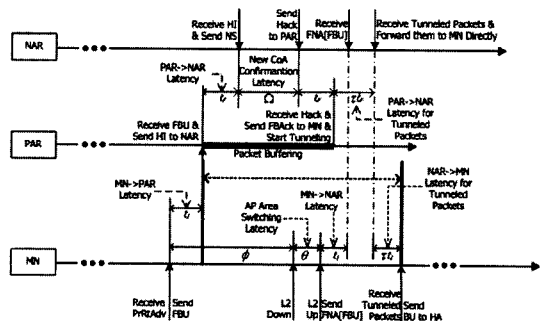 Receive HI
& Send NS
Send
Hack
to PAR
Receive
FNA[FBU]
Receive Tunneled Packets &
Forward them to MN Directly
NAR
PAR->NAR
Latency
New CoA
Confirmantion
Latency
Ω
PAR->NAR
Latency for
Tunneled
Packets
Receive FBU &
Send HI to NAR
Receive Hack &
Send FBAck to MN &
Start Tunneling
PAR
Packet Buffering
MN->PAR
Latency
AP Area
Switching
Latency
MN->NAR
Latency
NAR->MN
Latency for
Tunneled
Packets
ϕ
θ
MN
Receive
PrRtAdv
Send
FBU
L2
Down
L2
Up
Send
FNA[FBU]
Receive
Tunneled
Packets
Send
BU to HA